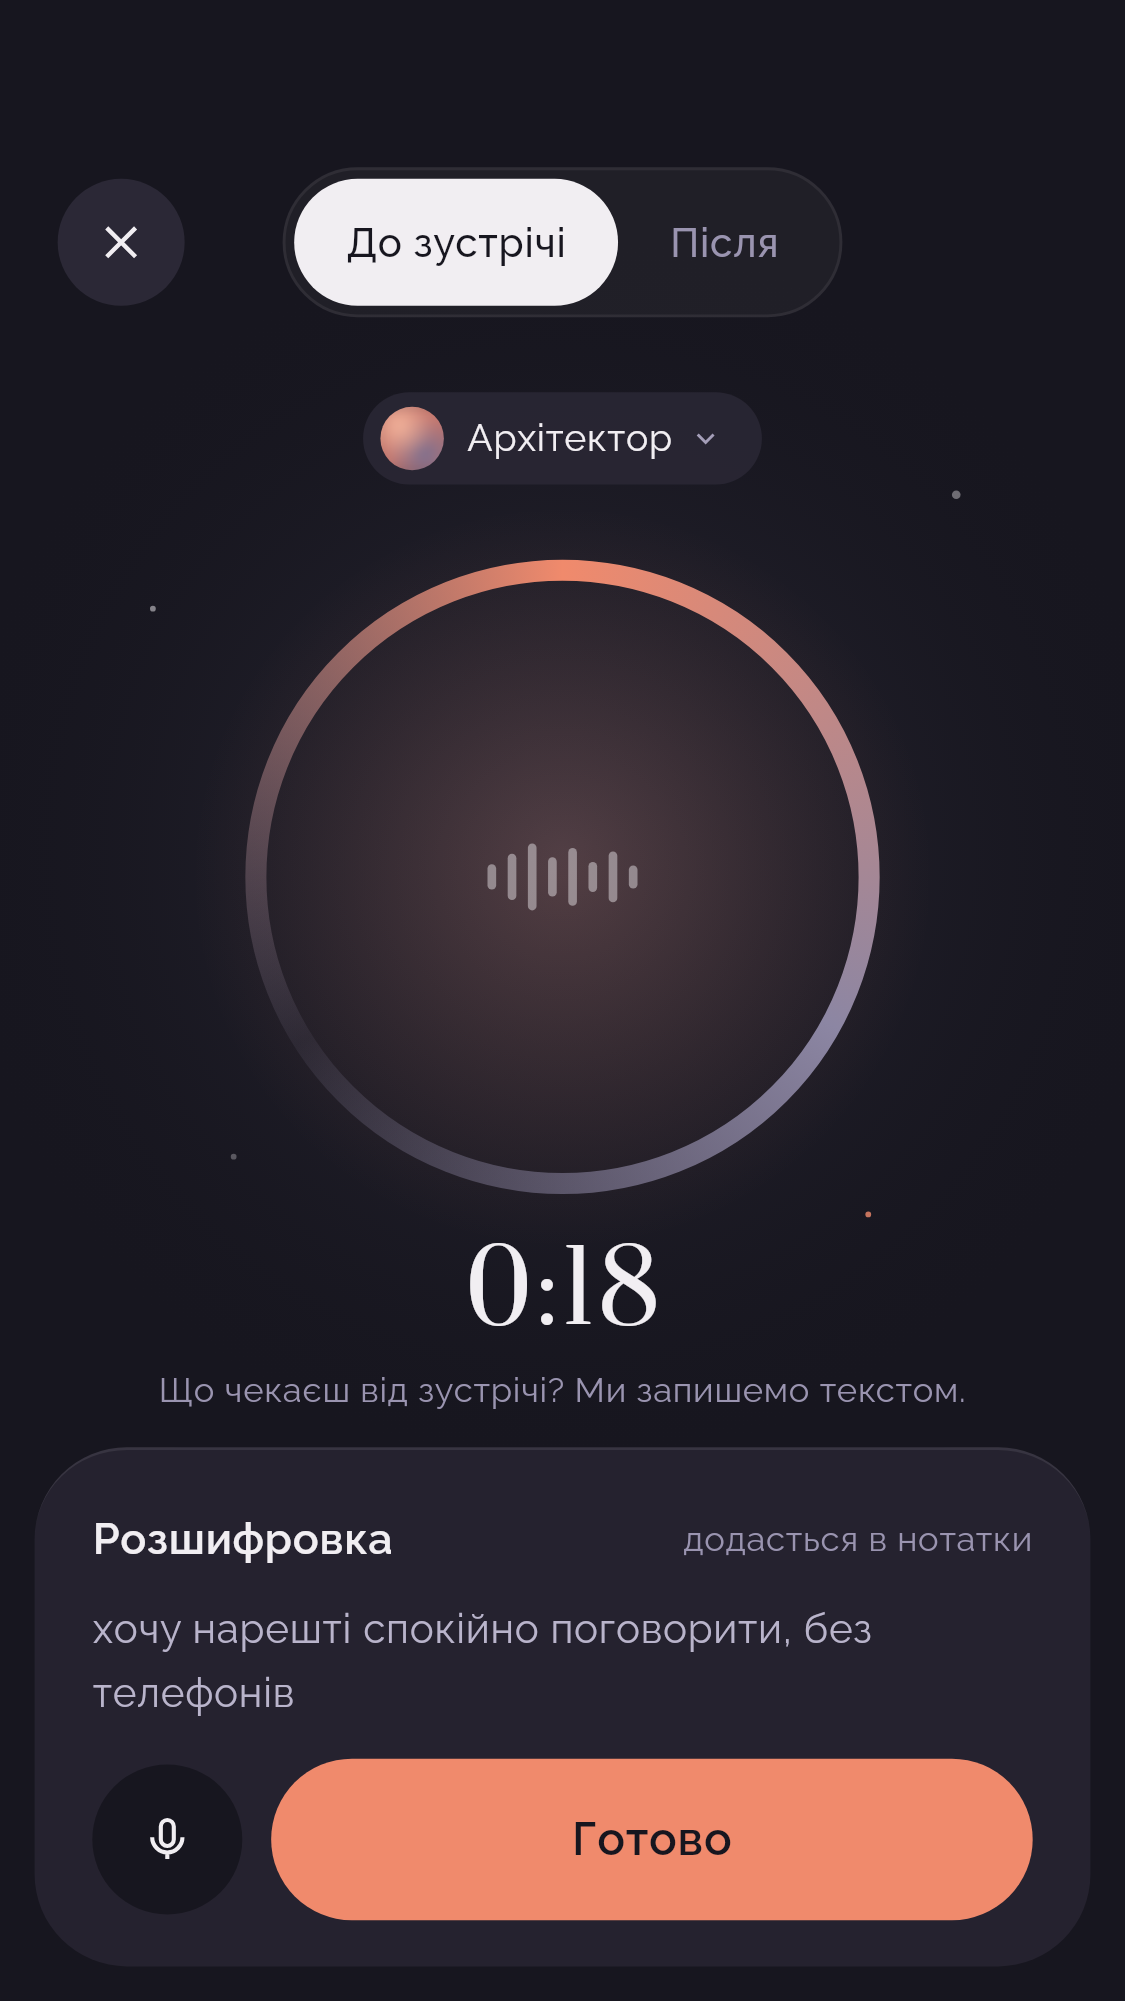 До зустрічі
Після
Архітектор
0:18
Що чекаєш від зустрічі? Ми запишемо текстом.
Розшифровка
додасться в нотатки
хочу нарешті спокійно поговорити, без
телефонів
Готово